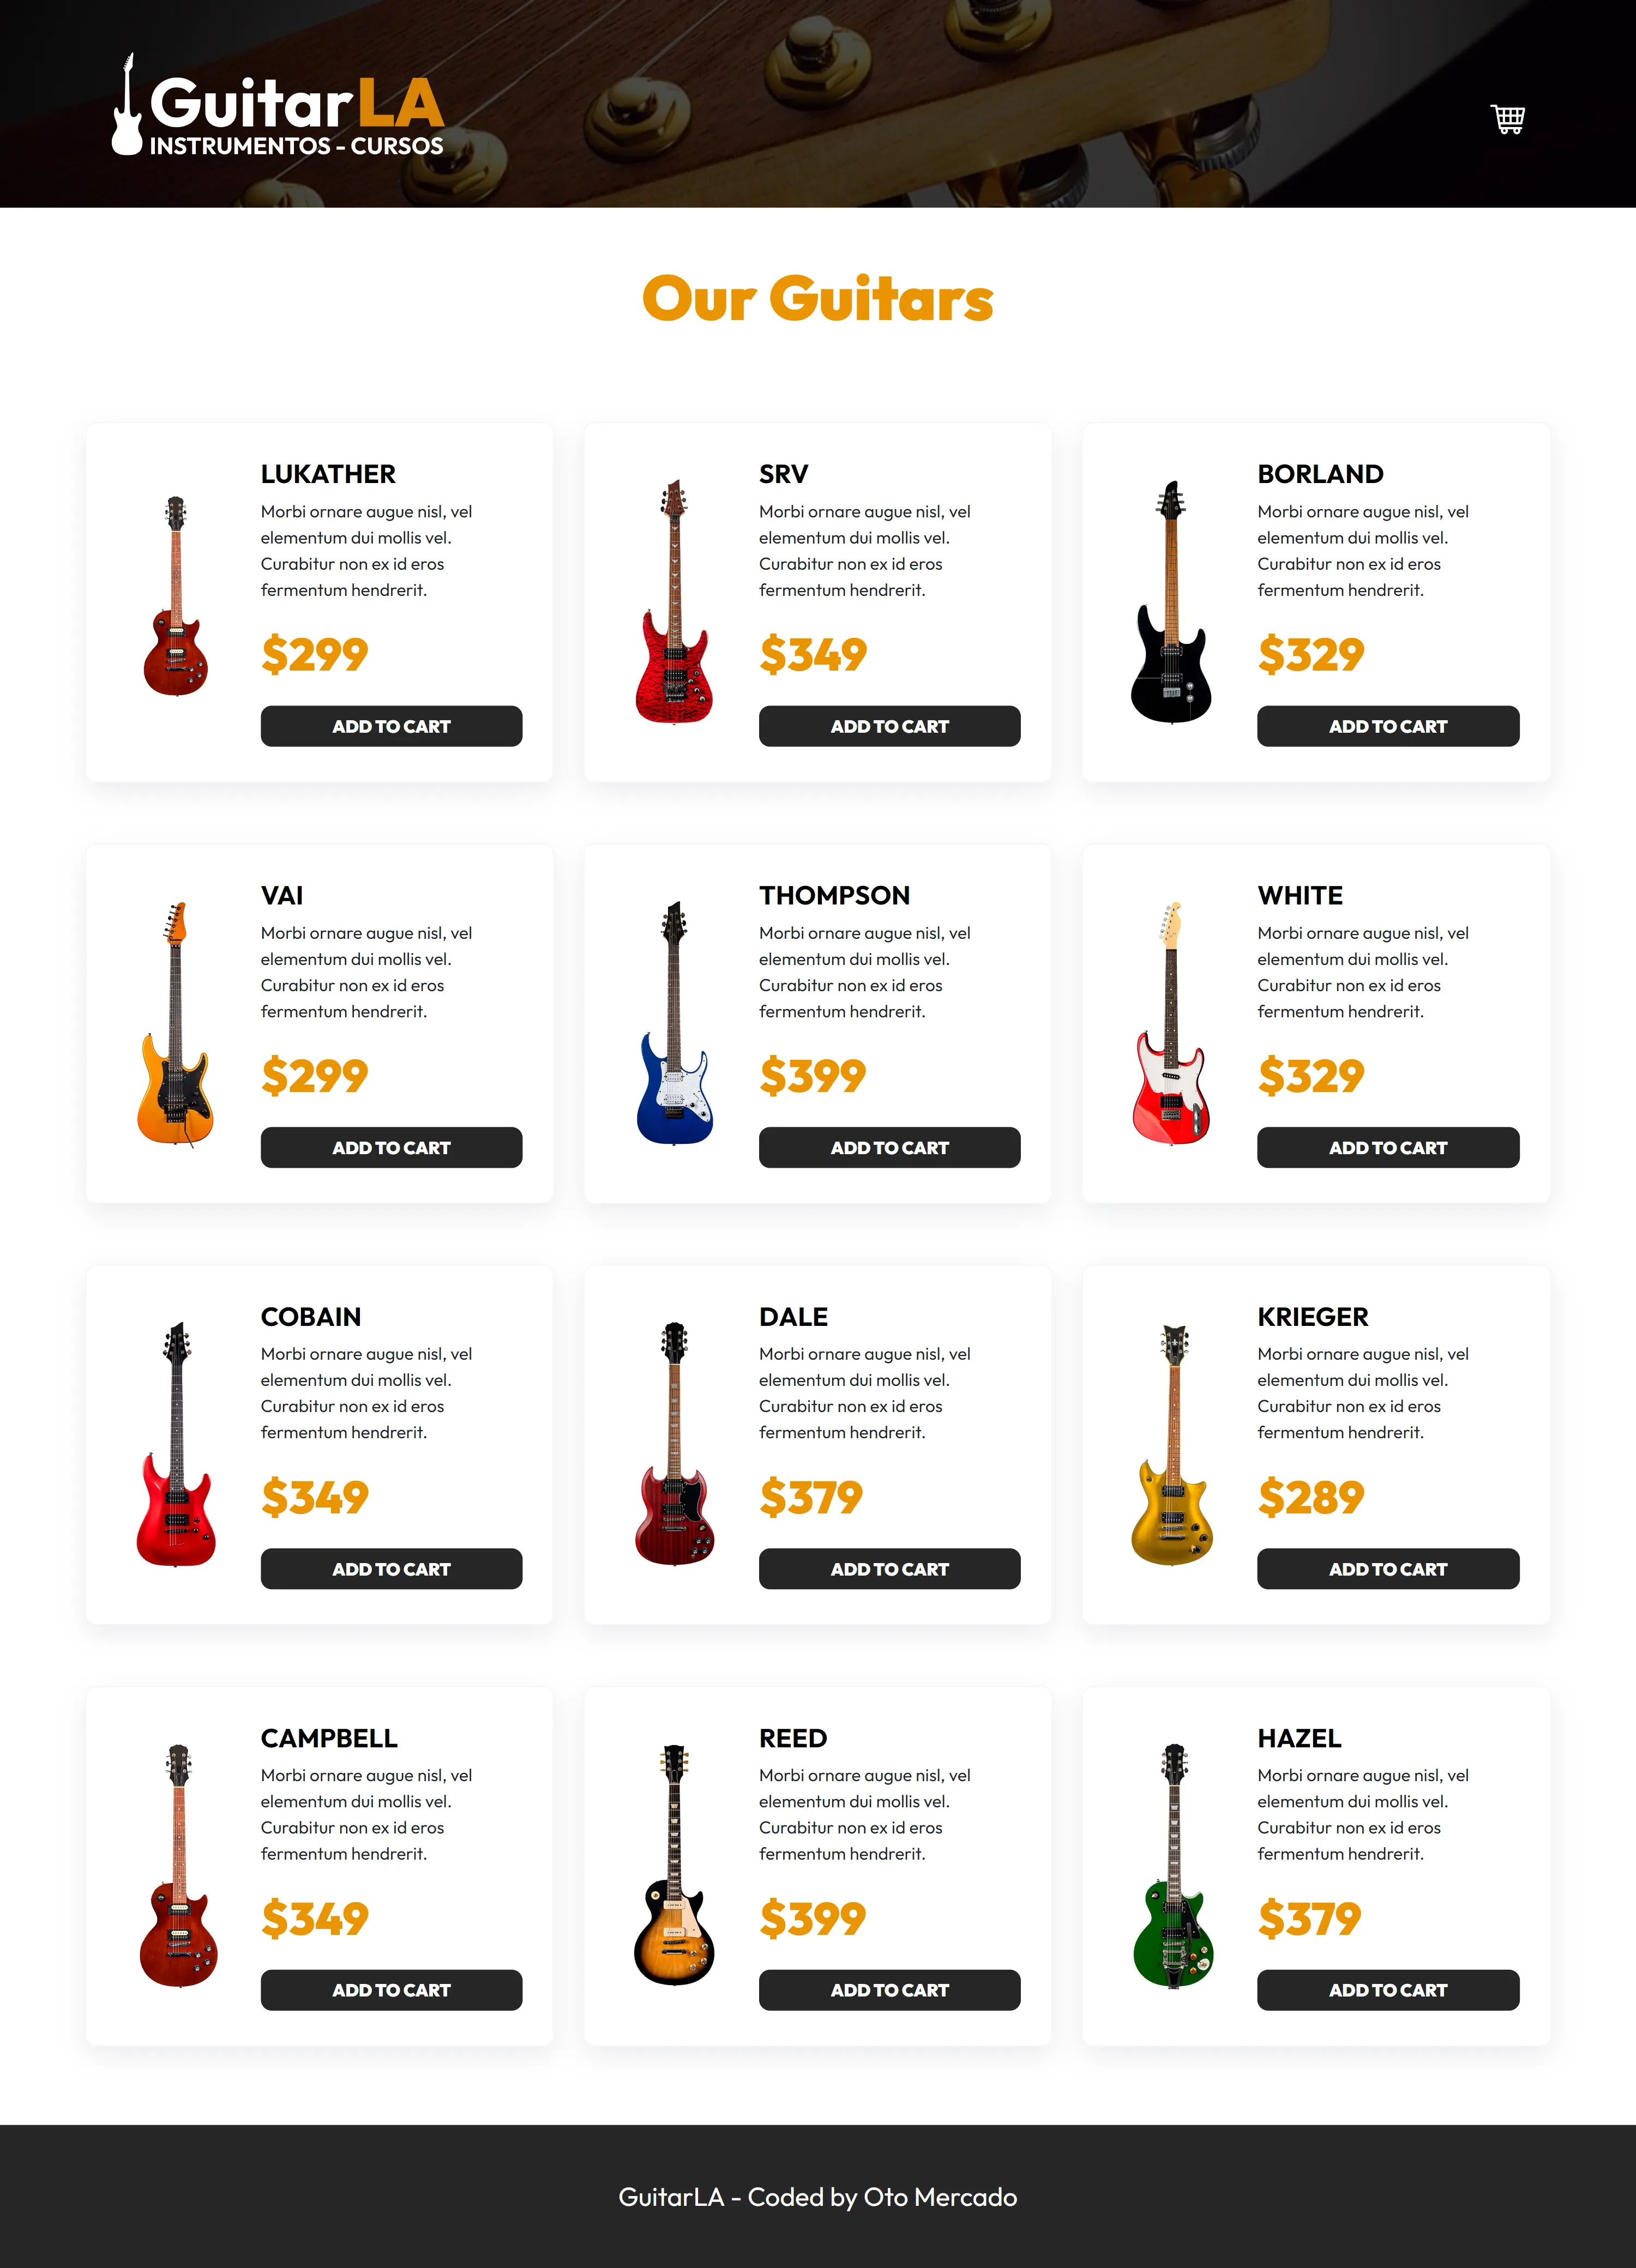 GuitarLA
INSTRUMENTOS - CURSOS
Our Guitars
LUKATHER
Morbi ornare augue nisl, vel
elementum dui mollis vel.
Curabitur non ex id eros
fermentum hendrerit.
$299
ADD TO CART
SRV
Morbi ornare augue nisl, vel
elementum dui mollis vel.
Curabitur non ex id eros
fermentum hendrerit.
$349
ADD TO CART
BORLAND
Morbi ornare augue nisl, vel
elementum dui mollis vel.
Curabitur non ex id eros
fermentum hendrerit.
$329
ADD TO CART
VAI
Morbi ornare augue nisl, vel
elementum dui mollis vel.
Curabitur non ex id eros
fermentum hendrerit.
$299
ADD TO CART
THOMPSON
Morbi ornare augue nisl, vel
elementum dui mollis vel.
Curabitur non ex id eros
fermentum hendrerit.
$399
ADD TO CART
WHITE
Morbi ornare augue nisl, vel
elementum dui mollis vel.
Curabitur non ex id eros
fermentum hendrerit.
$329
ADD TO CART
COBAIN
Morbi ornare augue nisl, vel
elementum dui mollis vel.
Curabitur non ex id eros
fermentum hendrerit.
$349
ADD TO CART
DALE
Morbi ornare augue nisl, vel
elementum dui mollis vel.
Curabitur non ex id eros
fermentum hendrerit.
$379
ADD TO CART
KRIEGER
Morbi ornare augue nisl, vel
elementum dui mollis vel.
Curabitur non ex id eros
fermentum hendrerit.
$289
ADD TO CART
CAMPBELL
Morbi ornare augue nisl, vel
elementum dui mollis vel.
Curabitur non ex id eros
fermentum hendrerit.
$349
ADD TO CART
REED
Morbi ornare augue nisl, vel
elementum dui mollis vel.
Curabitur non ex id eros
fermentum hendrerit.
$399
ADD TO CART
HAZEL
Morbi ornare augue nisl, vel
elementum dui mollis vel.
Curabitur non ex id eros
fermentum hendrerit.
$379
ADD TO CART
GuitarLA - Coded by Oto Mercado